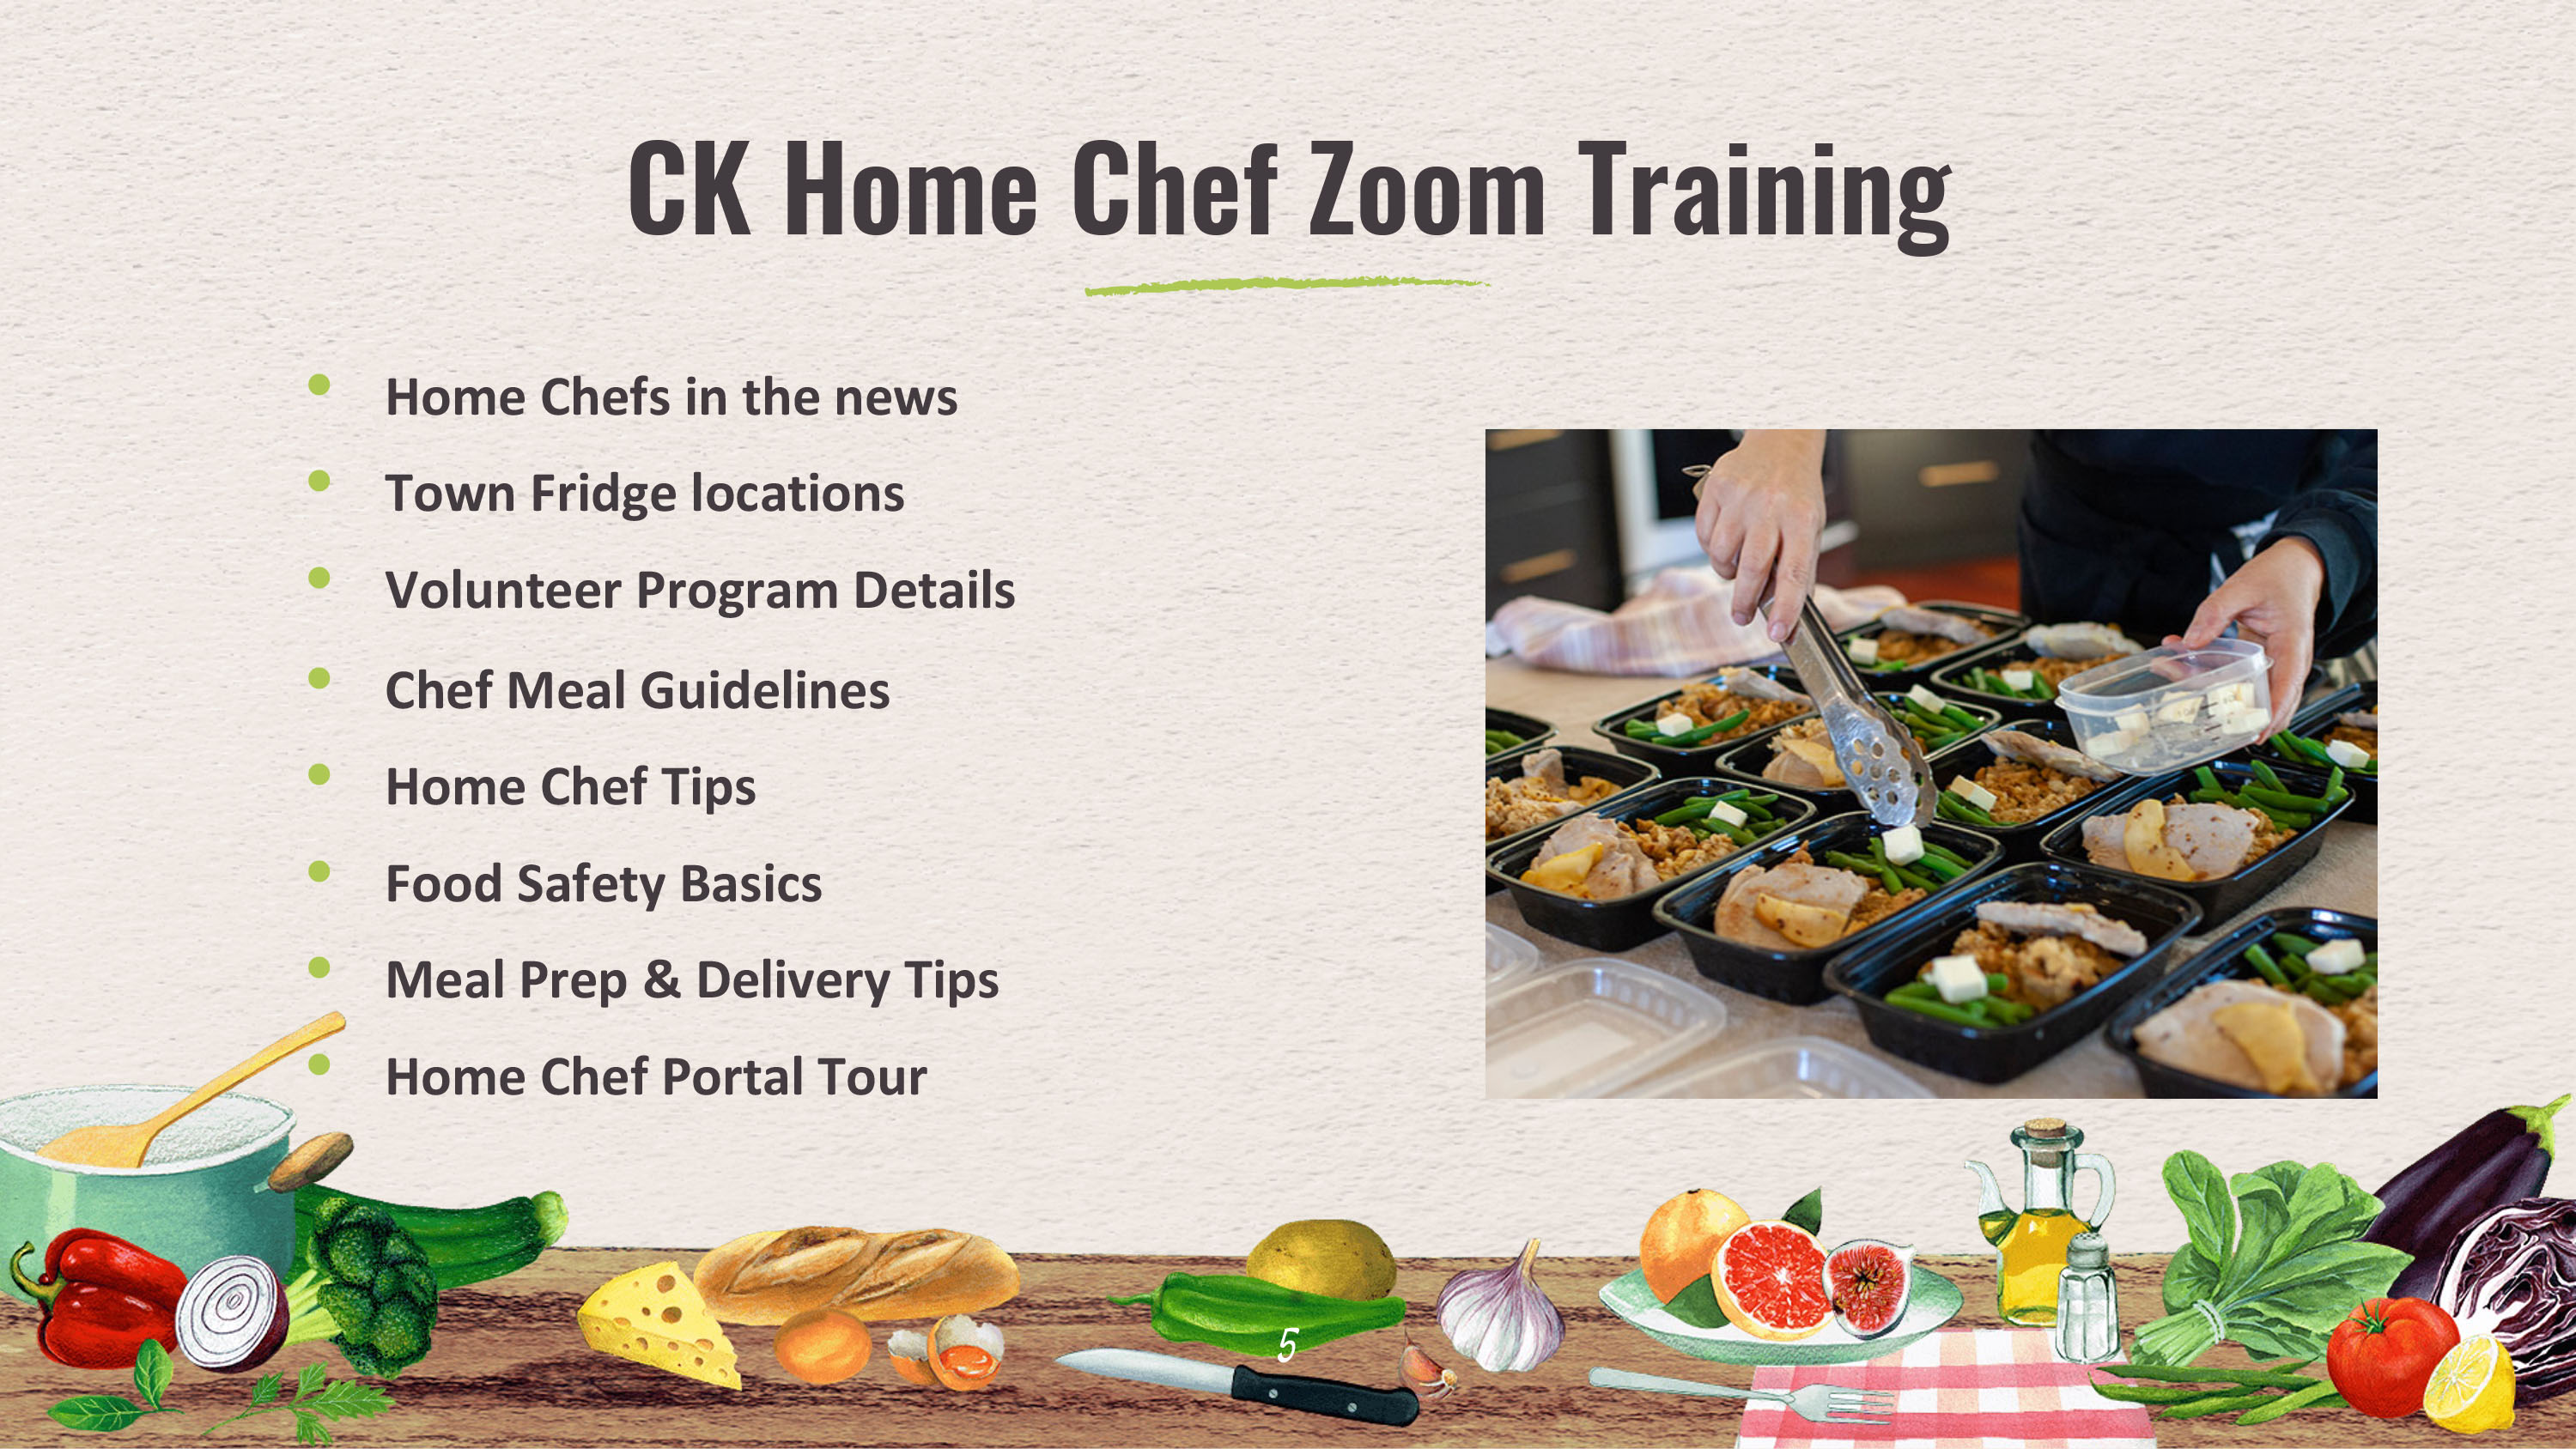 CK Home Chef Zoom Training
• Home Chefs in the news
• Town Fridge locations
• Volunteer Program Details
• Chef Meal Guidelines
• Home Chef Tips
• Food Safety Basics
• Meal Prep & Delivery Tips
• Home Chef Portal Tour
5